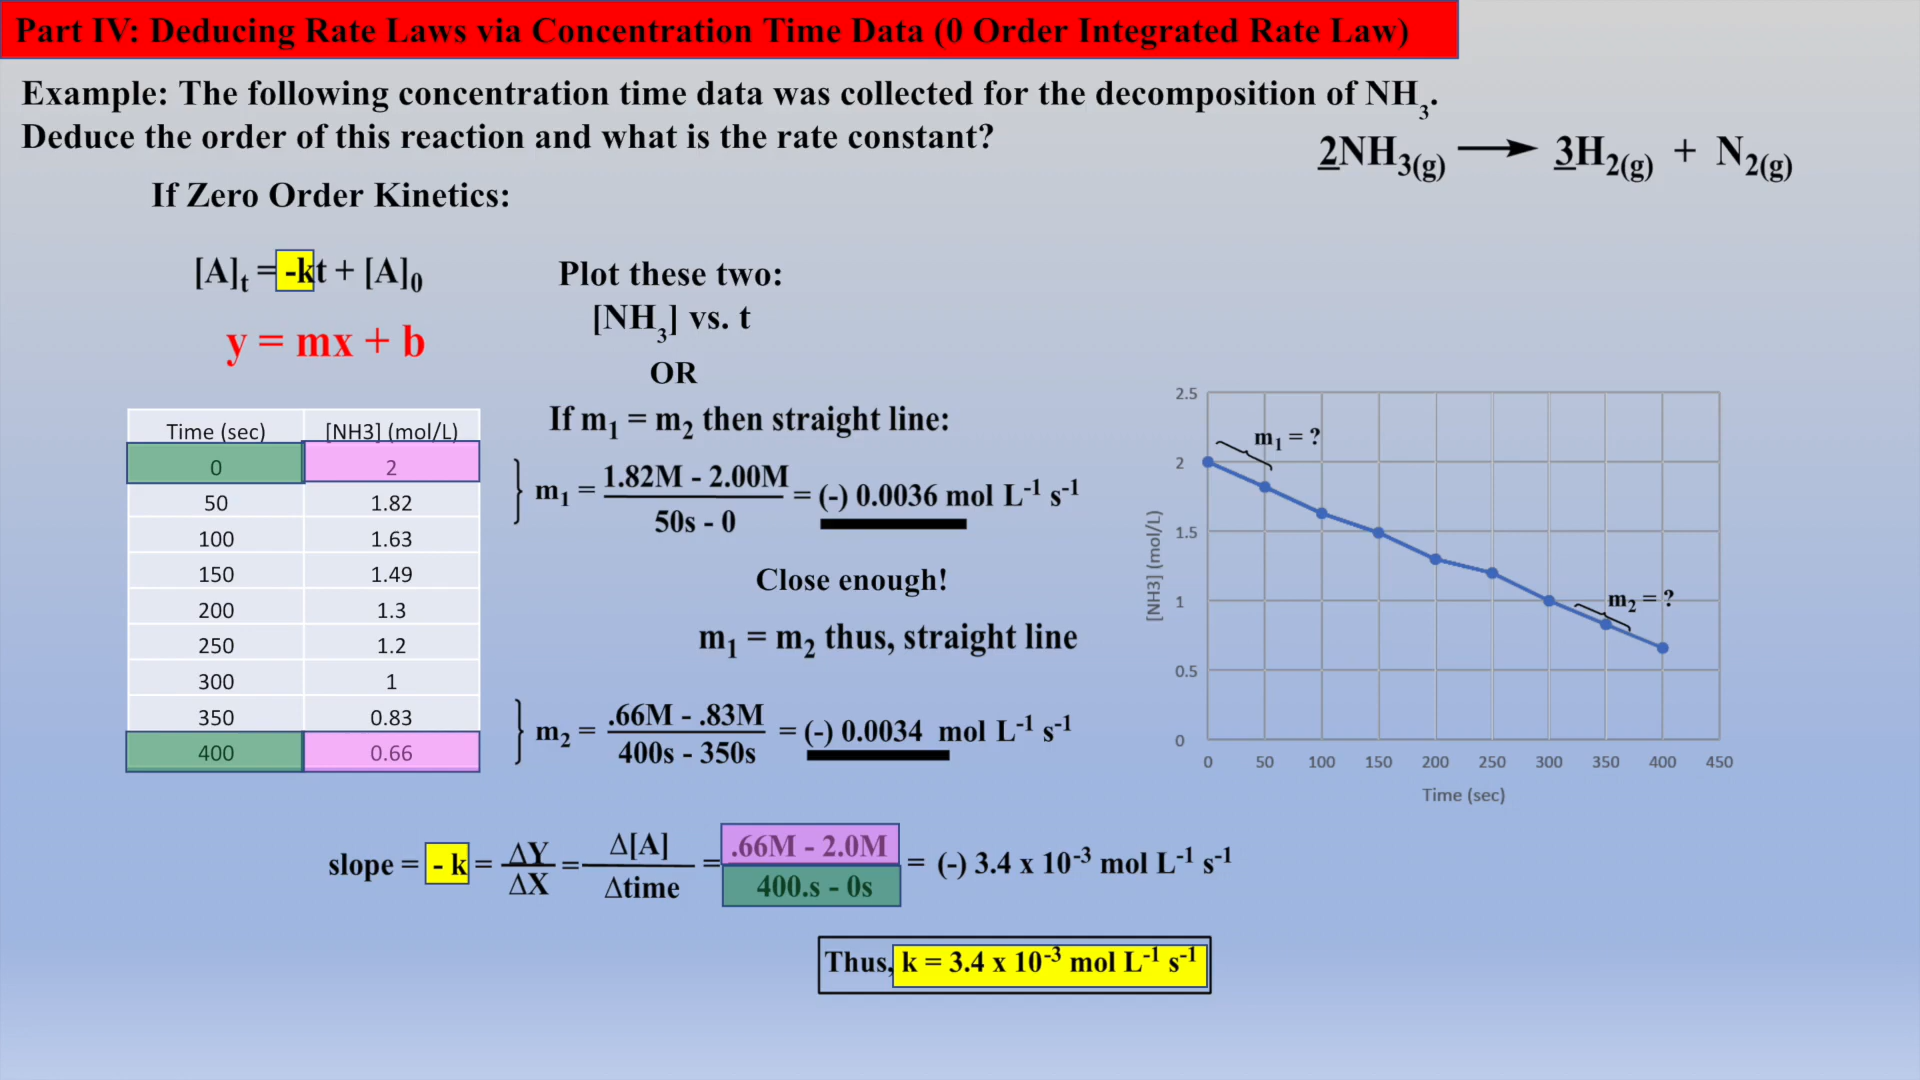 Part IV: Deducing Rate Laws via Concentration Time Data (0 Order Integrated Rate Law)
Example: The following concentration time data was collected for the decomposition of NH₃.
Deduce the order of this reaction and what is the rate constant?
2NH₃(g) ⟶ 3H₂(g) + N₂(g)
If Zero Order Kinetics:
[A]ₜ = -kt + [A]₀
y = mx + b
Plot these two:
[NH₃] vs. t
OR
If m₁ = m₂ then straight line:
Time (sec) [NH3] (mol/L)
0 2
50 1.82
100 1.63
150 1.49
200 1.3
250 1.2
300 1
350 0.83
400 0.66
m₁ = 1.82M - 2.00M / 50s - 0 = (-) 0.0036 mol L⁻¹ s⁻¹
Close enough!
m₁ = m₂ thus, straight line
m₂ = .66M - .83M / 400s - 350s = (-) 0.0034 mol L⁻¹ s⁻¹
2.5
2
1.5
1
0.5
0
[NH3] (mol/L)
m₁ = ?
m₂ = ?
0 50 100 150 200 250 300 350 400 450
Time (sec)
slope = - k = ΔY / ΔX = Δ[A] / Δtime = .66M - 2.0M / 400.s - 0s = (-) 3.4 x 10⁻³ mol L⁻¹ s⁻¹
Thus, k = 3.4 x 10⁻³ mol L⁻¹ s⁻¹